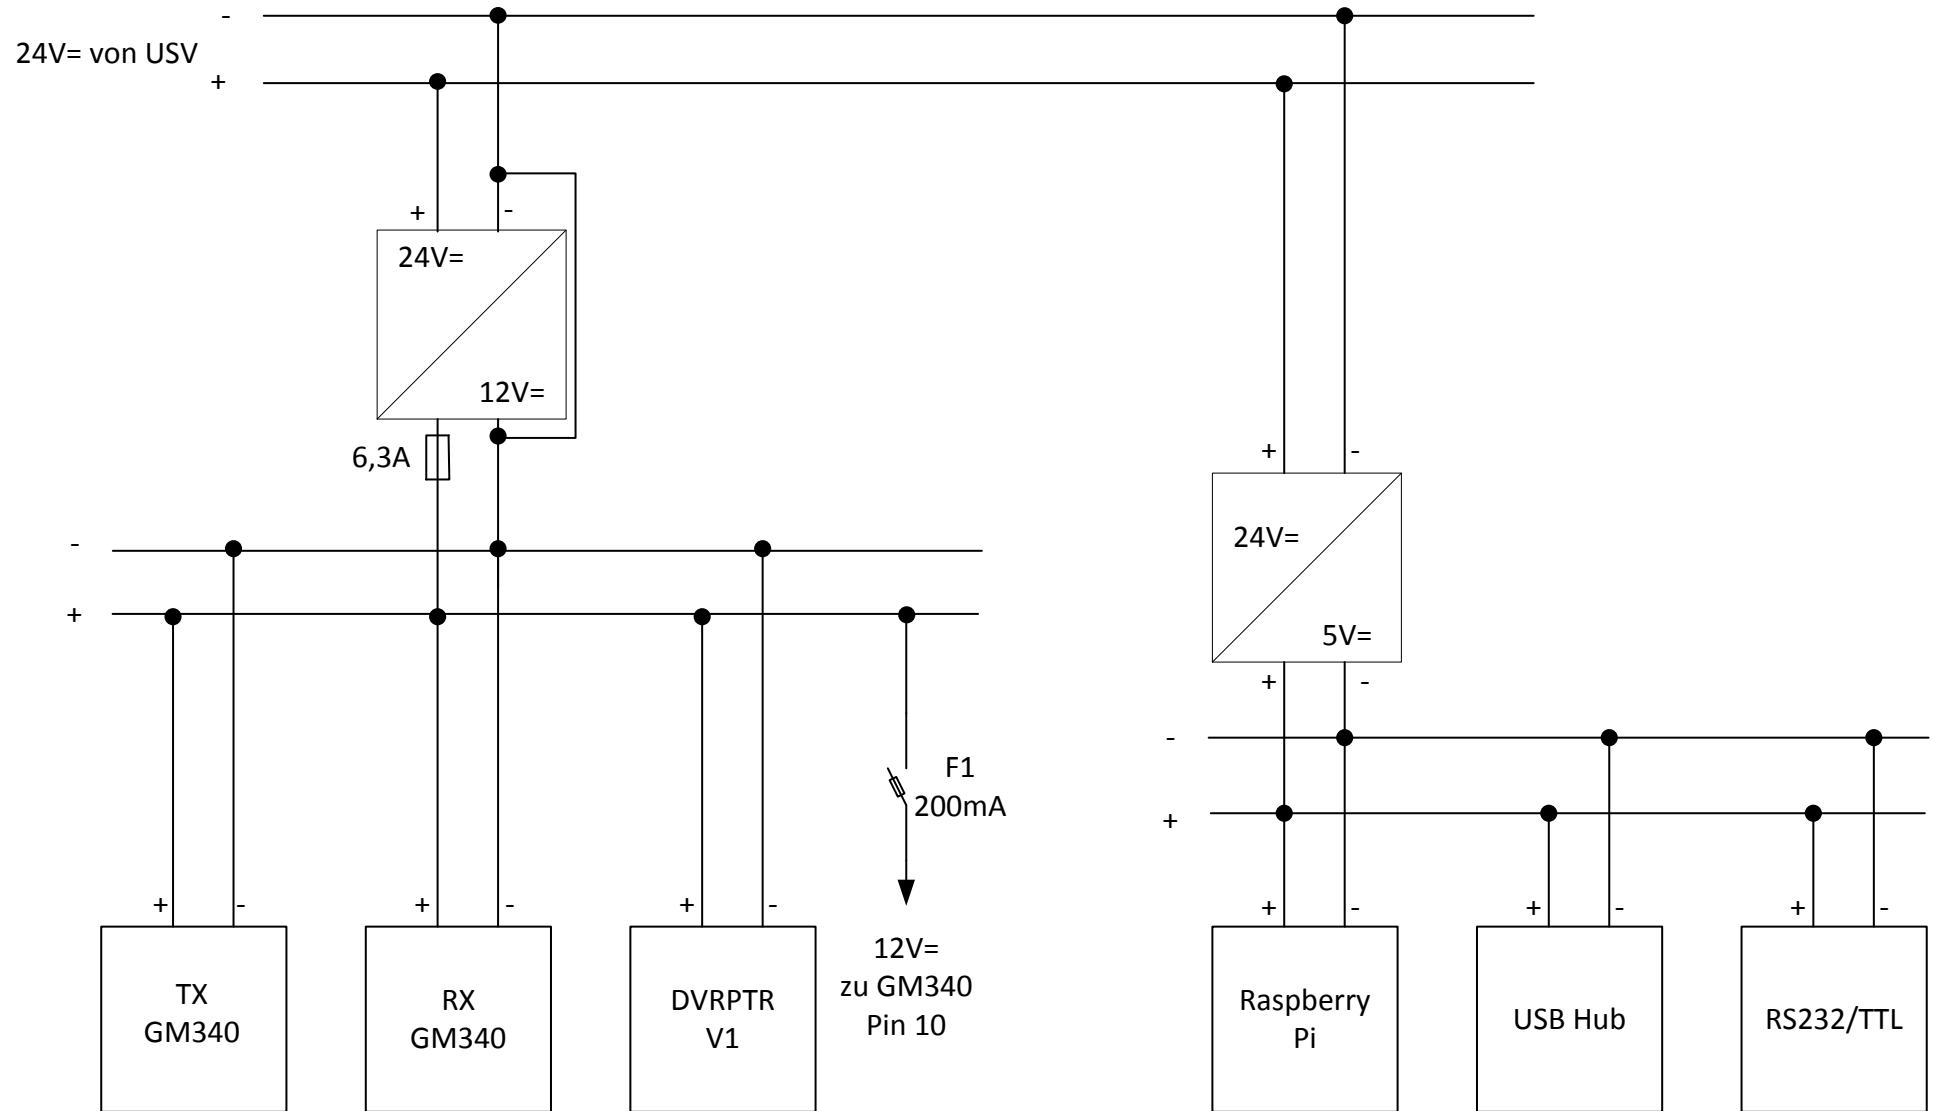 -
24V= von USV
+
+ -
24V=
12V=
6,3A
-
+
F1
200mA
+ -
TX
GM340
+ -
RX
GM340
+ -
DVRPTR
V1
12V=
zu GM340
Pin 10
+ -
24V=
5V=
+ -
-
+
+ -
Raspberry
Pi
+ -
USB Hub
+ -
RS232/TTL